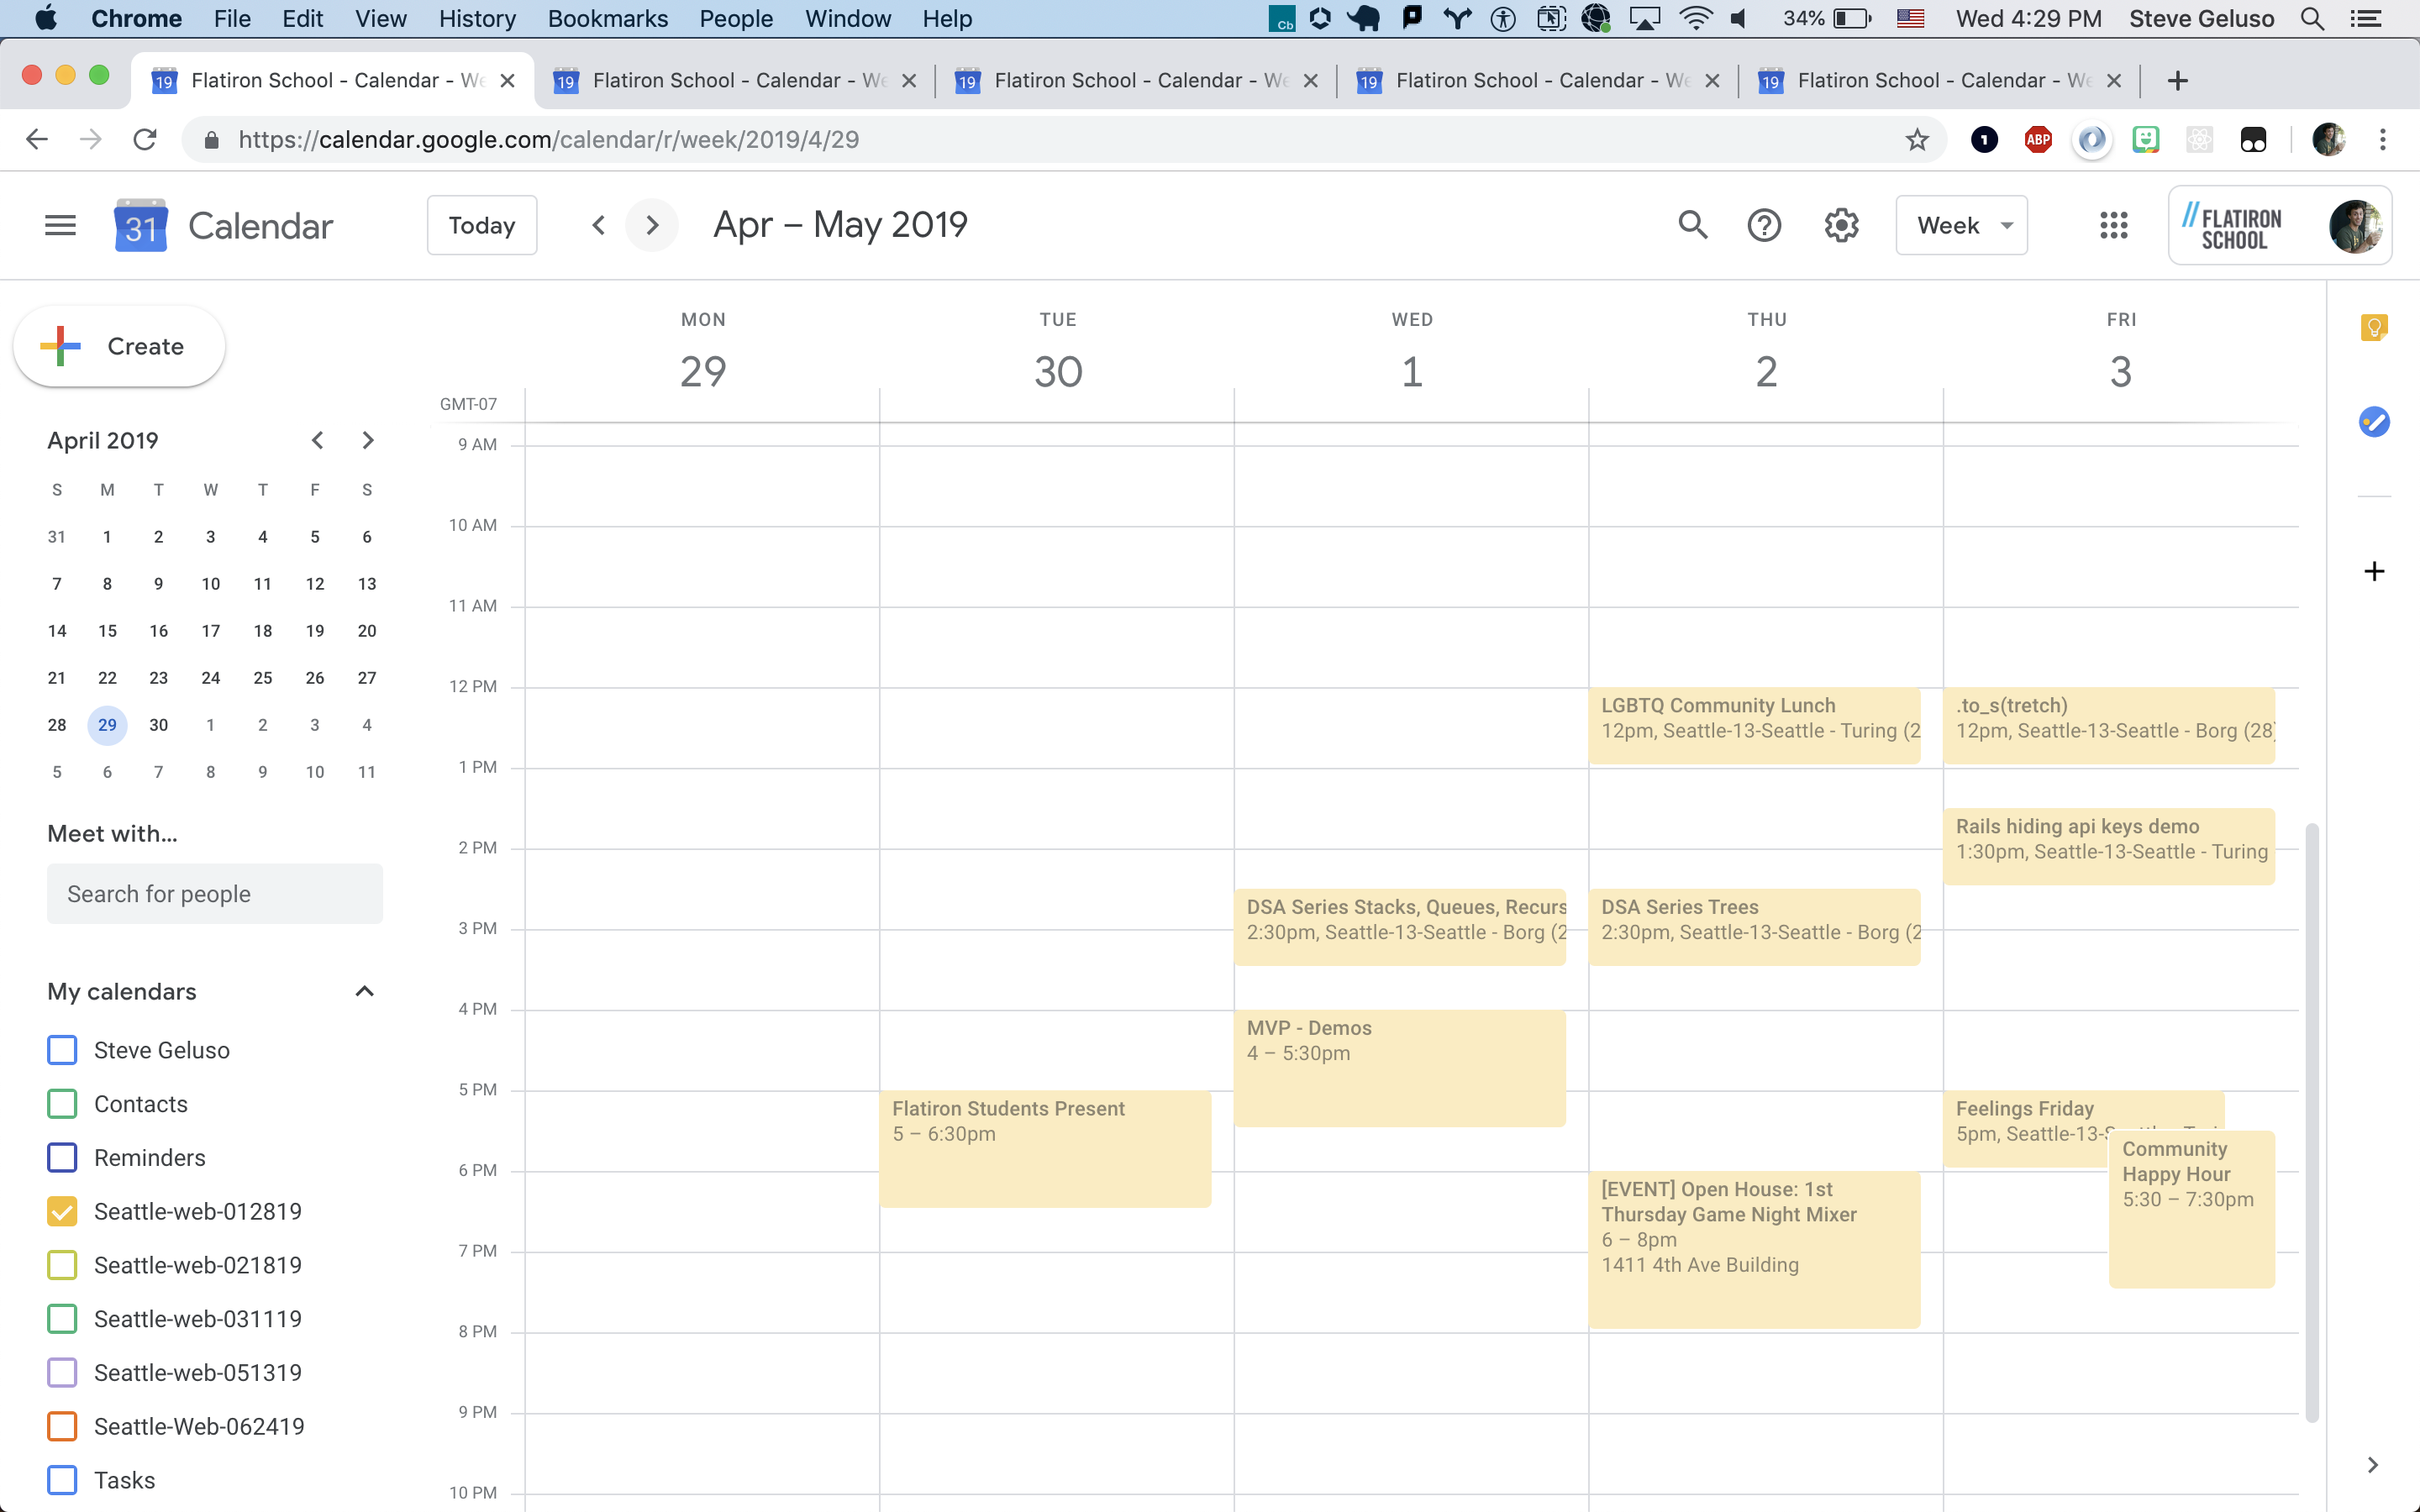 Chrome File Edit View History Bookmarks People Window Help
Cb 34% Wed 4:29 PM Steve Geluso
19 Flatiron School - Calendar - We 19 Flatiron School - Calendar - We 19 Flatiron School - Calendar - We 19 Flatiron School - Calendar - We 19 Flatiron School - Calendar - We
https://calendar.google.com/calendar/r/week/2019/4/29
1 ABP
31 Calendar Today Apr – May 2019 Week
FLATIRON
SCHOOL
Create
MON TUE WED THU FRI
29 30 1 2 3
GMT-07
April 2019
S M T W T F S
31 1 2 3 4 5 6
7 8 9 10 11 12 13
14 15 16 17 18 19 20
21 22 23 24 25 26 27
28 29 30 1 2 3 4
5 6 7 8 9 10 11
Meet with...
Search for people
My calendars
Steve Geluso
Contacts
Reminders
Seattle-web-012819
Seattle-web-021819
Seattle-web-031119
Seattle-web-051319
Seattle-Web-062419
Tasks
9 AM
10 AM
11 AM
12 PM
1 PM
2 PM
3 PM
4 PM
5 PM
6 PM
7 PM
8 PM
9 PM
10 PM
Flatiron Students Present
5 – 6:30pm
DSA Series Stacks, Queues, Recurs
2:30pm, Seattle-13-Seattle - Borg (2
MVP - Demos
4 – 5:30pm
LGBTQ Community Lunch
12pm, Seattle-13-Seattle - Turing (2
DSA Series Trees
2:30pm, Seattle-13-Seattle - Borg (2
[EVENT] Open House: 1st
Thursday Game Night Mixer
6 – 8pm
1411 4th Ave Building
.to_s(tretch)
12pm, Seattle-13-Seattle - Borg (28)
Rails hiding api keys demo
1:30pm, Seattle-13-Seattle - Turing
Feelings Friday
5pm, Seattle-13-
Community
Happy Hour
5:30 – 7:30pm